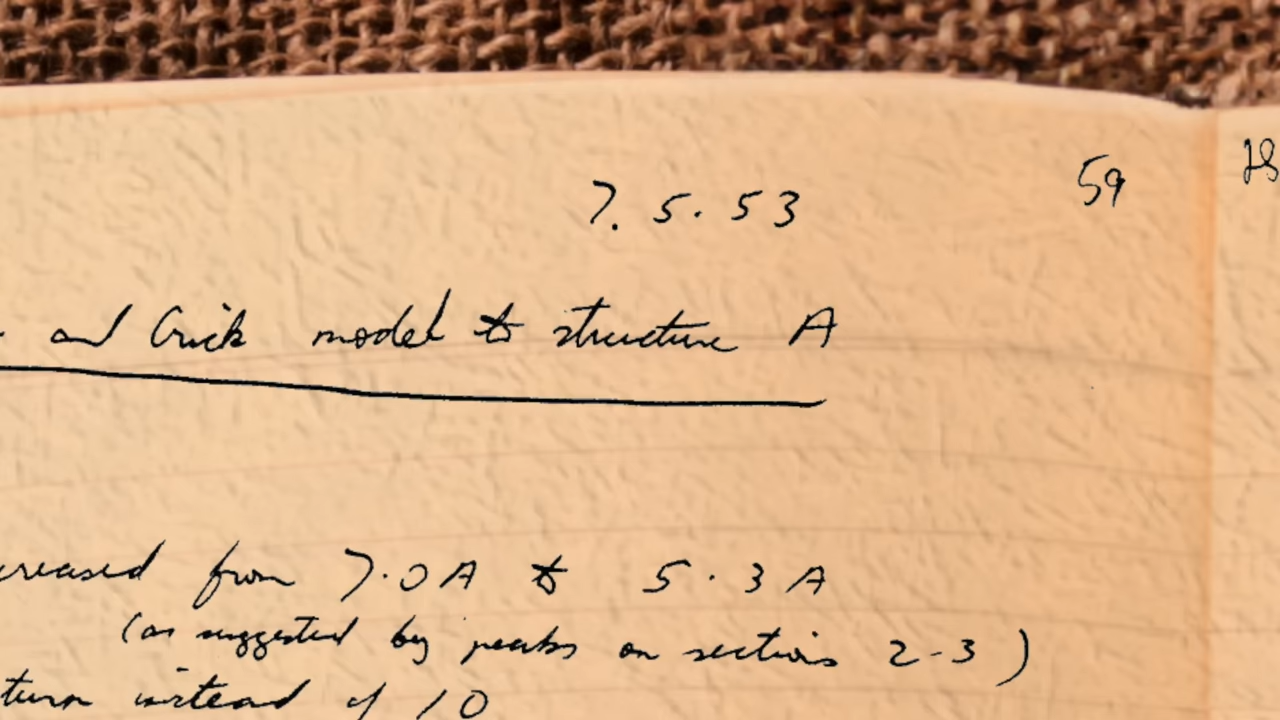 7.5.53
59
and Crick model to structure A
creased from 7.0A to 5.3A
(as suggested by peaks on sections 2-3)
turn instead of 10